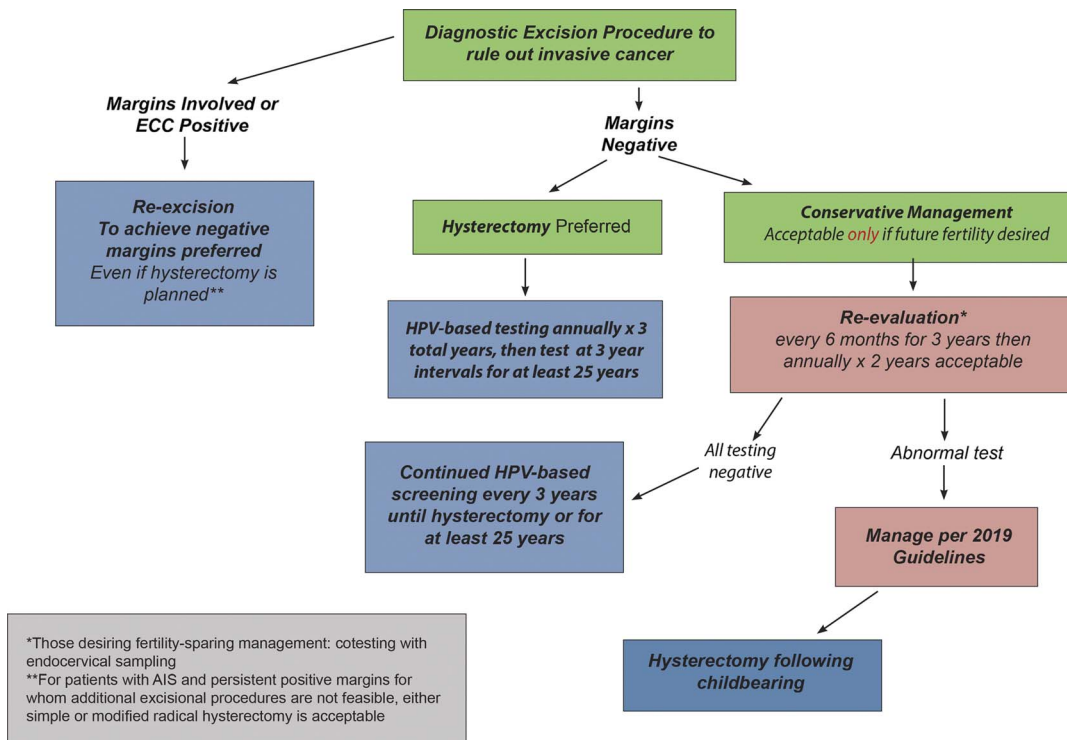 Diagnostic Excision Procedure to
rule out invasive cancer
Margins Involved or
ECC Positive
Margins
Negative
Re-excision
To achieve negative
margins preferred
Even if hysterectomy is
planned**
Hysterectomy Preferred
Conservative Management
Acceptable only if future fertility desired
HPV-based testing annually x 3
total years, then test at 3 year
intervals for at least 25 years
Re-evaluation*
every 6 months for 3 years then
annually x 2 years acceptable
All testing
negative
Abnormal test
Continued HPV-based
screening every 3 years
until hysterectomy or for
at least 25 years
Manage per 2019
Guidelines
Hysterectomy following
childbearing
*Those desiring fertility-sparing management: cotesting with
endocervical sampling
**For patients with AIS and persistent positive margins for
whom additional excisional procedures are not feasible, either
simple or modified radical hysterectomy is acceptable